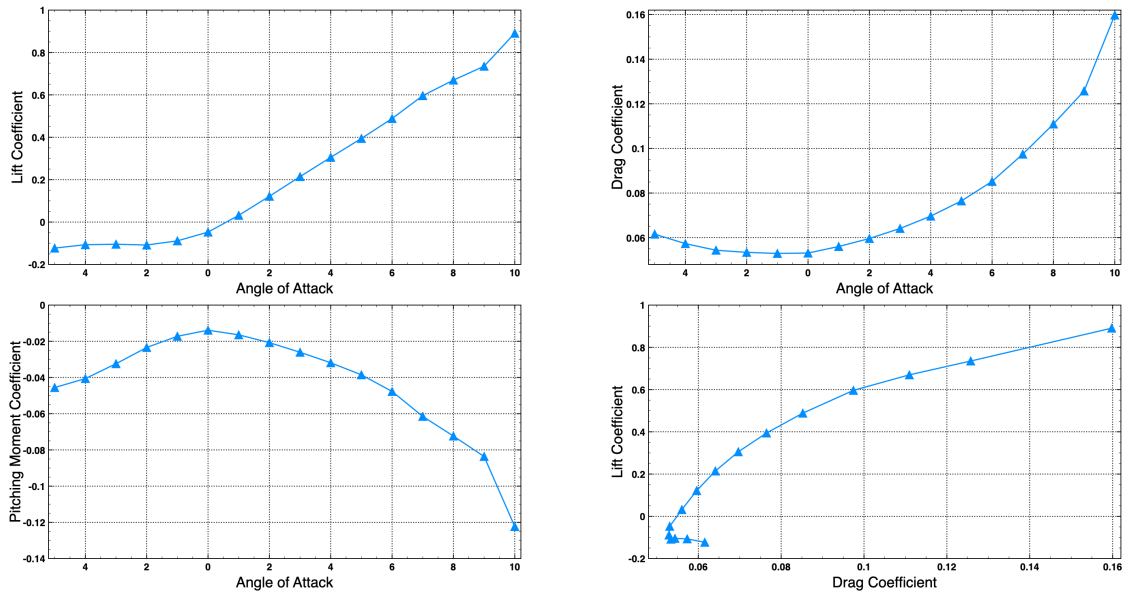 1
0.8
0.6
0.4
0.2
0
-0.2
Lift Coefficient
4 2 0 2 4 6 8 10
Angle of Attack
0.16
0.14
0.12
0.1
0.08
0.06
Drag Coefficient
4 2 0 2 4 6 8 10
Angle of Attack
0
-0.02
-0.04
-0.06
-0.08
-0.1
-0.12
-0.14
Pitching Moment Coefficient
4 2 0 2 4 6 8 10
Angle of Attack
1
0.8
0.6
0.4
0.2
0
-0.2
Lift Coefficient
0.06 0.08 0.1 0.12 0.14 0.16
Drag Coefficient